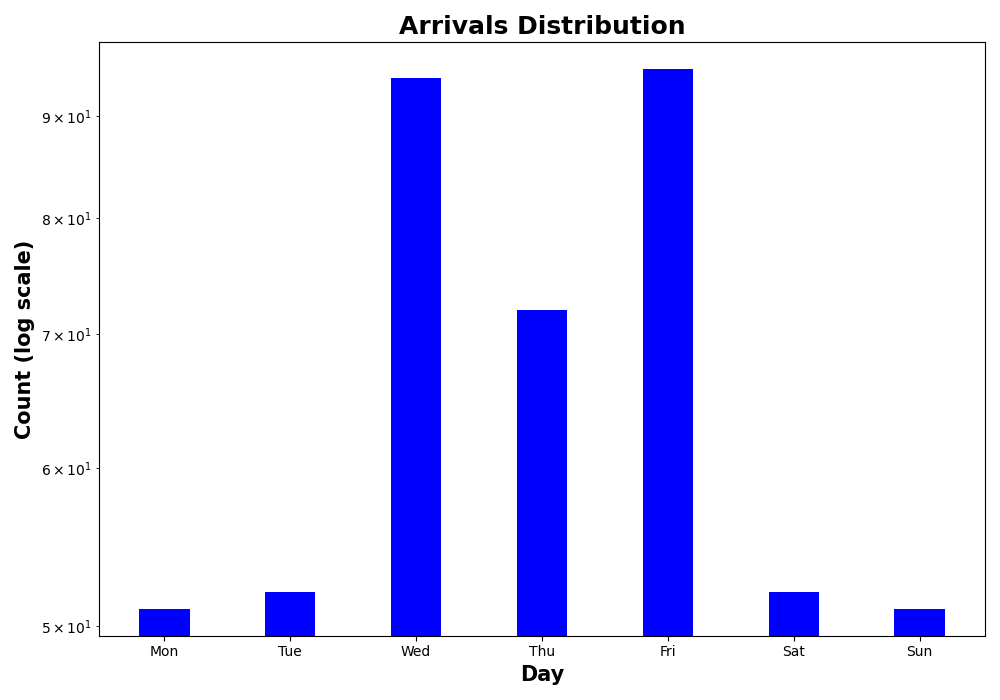 Arrivals Distribution
Count (log scale)
9 × 10¹
8 × 10¹
7 × 10¹
6 × 10¹
5 × 10¹
Mon Tue Wed Thu Fri Sat Sun
Day